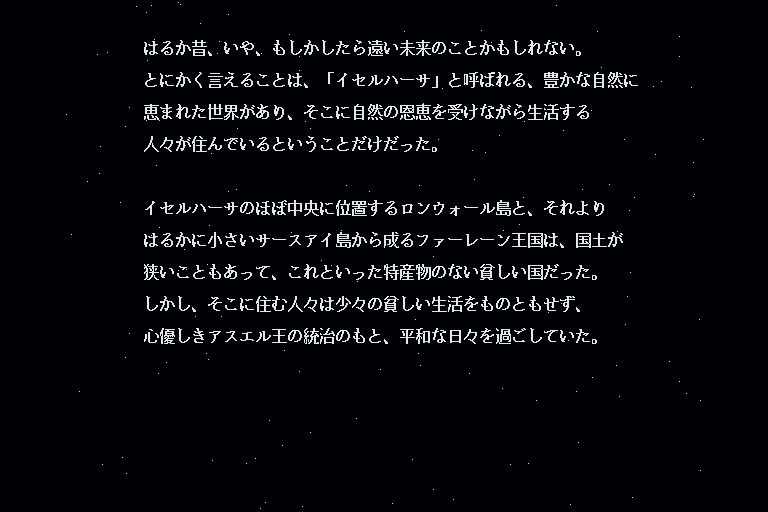 はるか昔、いや、もしかしたら遠い未来のことかもしれない。
とにかく言えることは、「イセルハーサ」と呼ばれる、豊かな自然に
恵まれた世界があり、そこに自然の恩恵を受けながら生活する
人々が住んでいるということだけだった。
イセルハーサのほぼ中央に位置するロンウォール島と、それより
はるかに小さいサースアイ島から成るファーレーン王国は、国土が
狭いこともあって、これといった特産物のない貧しい国だった。
しかし、そこに住む人々は少々の貧しい生活をものともせず、
心優しきアスエル王の統治のもと、平和な日々を過ごしていた。